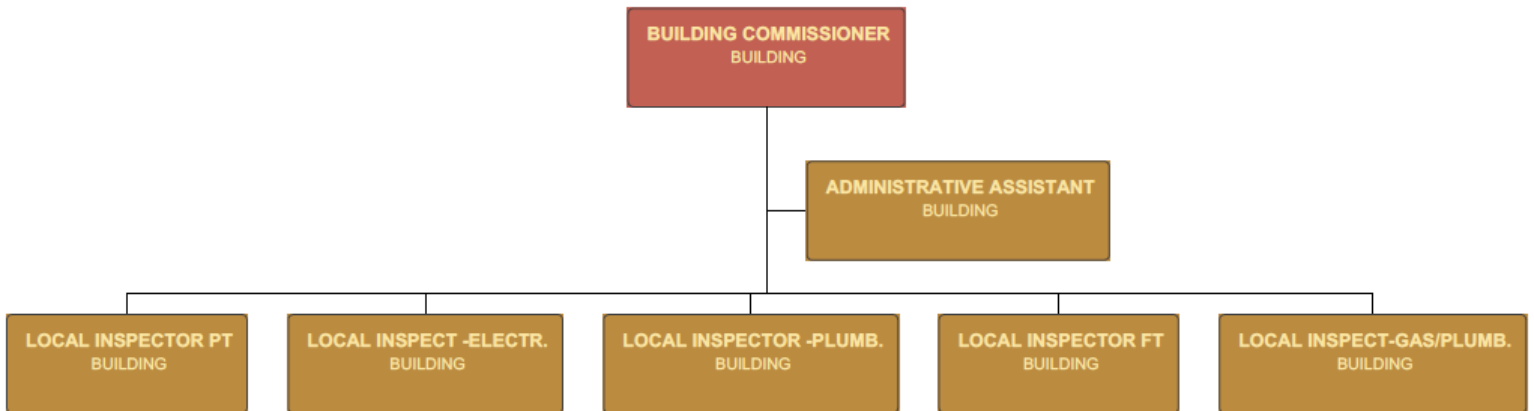 BUILDING COMMISSIONER
BUILDING
ADMINISTRATIVE ASSISTANT
BUILDING
LOCAL INSPECTOR PT
BUILDING
LOCAL INSPECT -ELECTR.
BUILDING
LOCAL INSPECTOR -PLUMB.
BUILDING
LOCAL INSPECTOR FT
BUILDING
LOCAL INSPECT-GAS/PLUMB.
BUILDING